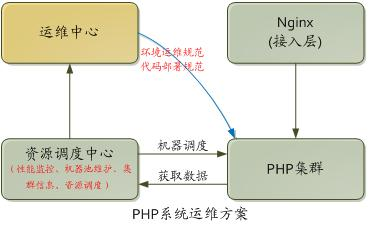 运维中心
Nginx
(接入层)
环境运维规范
代码部署规范
资源调度中心
（性能监控、机器池维护、集
群信息、资源调度）
机器调度
获取数据
PHP集群
PHP系统运维方案